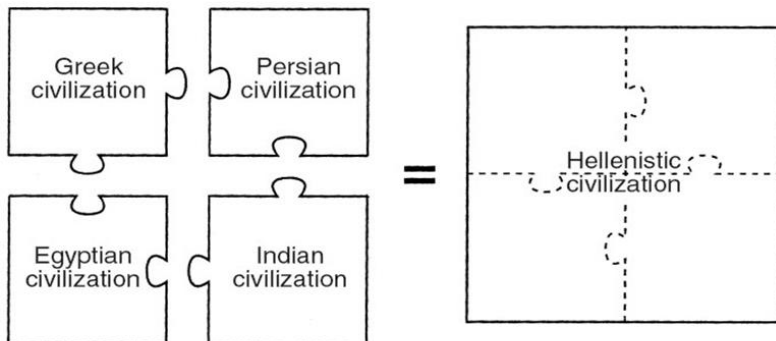 Greek
civilization
Persian
civilization
Egyptian
civilization
Indian
civilization
=
Hellenistic
civilization